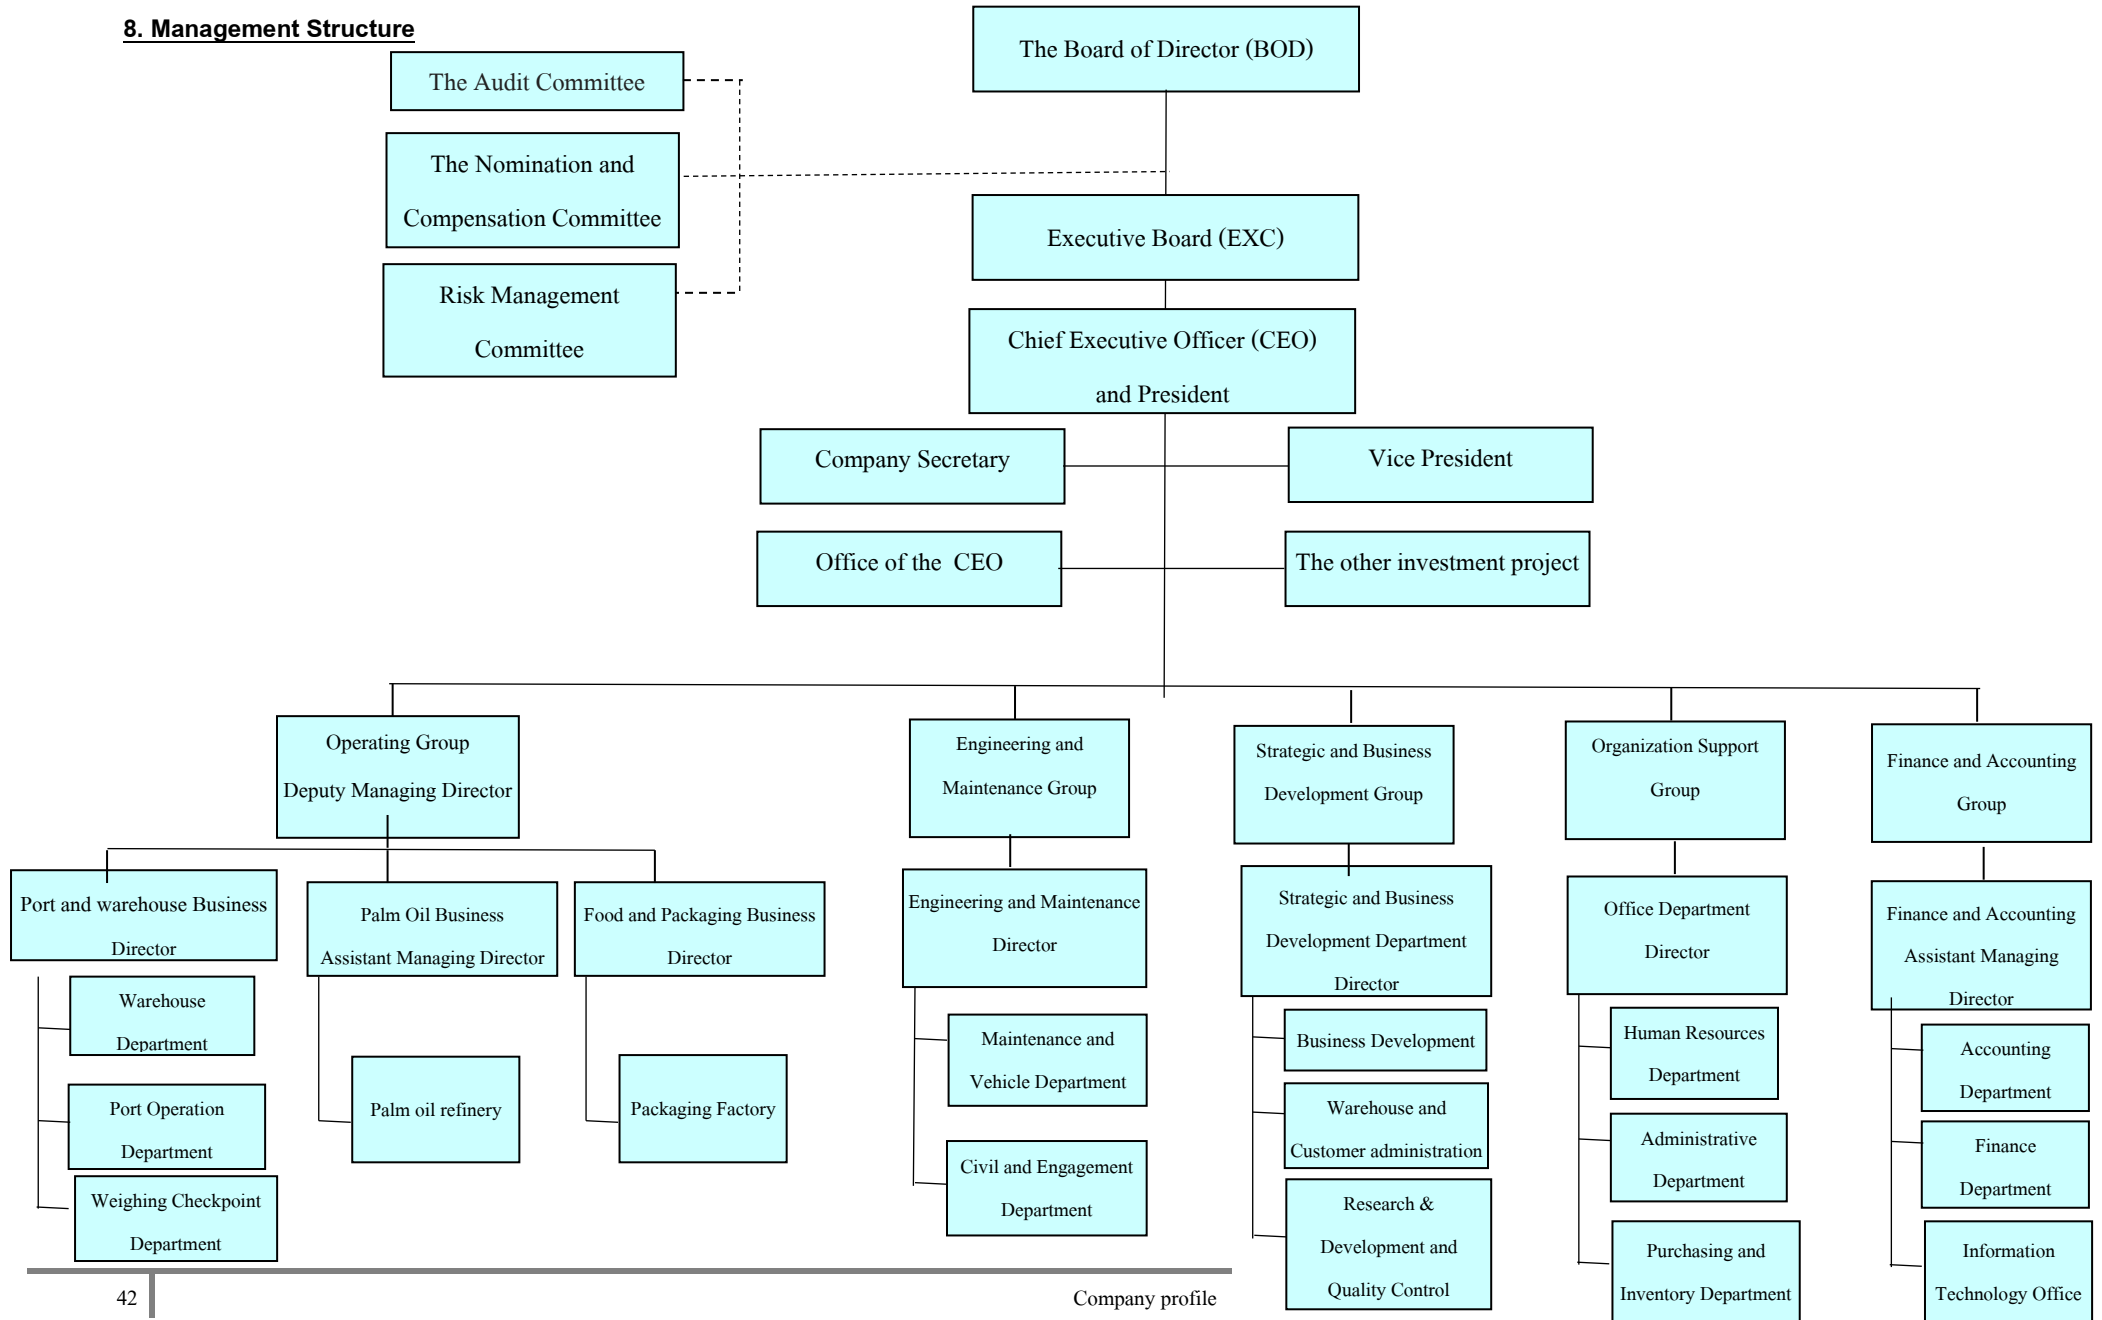 8. Management Structure
The Board of Director (BOD)
The Audit Committee
The Nomination and
Compensation Committee
Risk Management
Committee
Executive Board (EXC)
Chief Executive Officer (CEO)
and President
Company Secretary
Vice President
Office of the CEO
The other investment project
Operating Group
Deputy Managing Director
Engineering and
Maintenance Group
Strategic and Business
Development Group
Organization Support
Group
Finance and Accounting
Group
Port and warehouse Business
Director
Warehouse
Department
Port Operation
Department
Weighing Checkpoint
Department
Palm Oil Business
Assistant Managing Director
Palm oil refinery
Food and Packaging Business
Director
Packaging Factory
Engineering and Maintenance
Director
Maintenance and
Vehicle Department
Civil and Engagement
Department
Strategic and Business
Development Department
Director
Business Development
Warehouse and
Customer administration
Research &
Development and
Quality Control
Office Department
Director
Human Resources
Department
Administrative
Department
Purchasing and
Inventory Department
Finance and Accounting
Assistant Managing
Director
Accounting
Department
Finance
Department
Information
Technology Office
42
Company profile